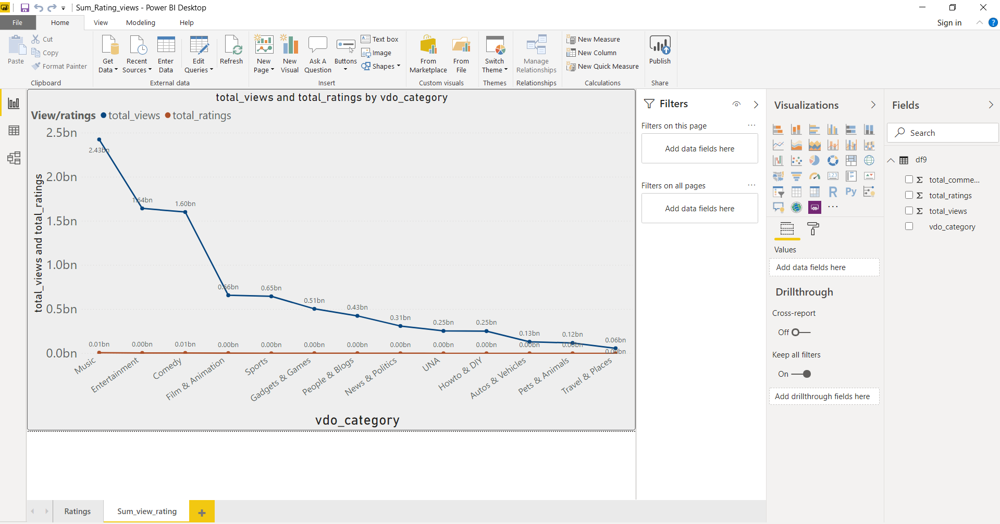 Sum_Rating_views - Power BI Desktop
File Home View Modeling Help Sign in ?
Paste Cut Copy Format Painter
Clipboard
Get Data Recent Sources Enter Data Edit Queries Refresh
External data
New Page New Visual Ask A Question Buttons Text box Image Shapes
Insert
From Marketplace From File
Custom visuals
Switch Theme
Themes
Manage Relationships
Relationships
New Measure
New Column
New Quick Measure
Calculations
Publish
Share
total_views and total_ratings by vdo_category
View/ratings total_views total_ratings
total_views and total_ratings
2.5bn
2.0bn
1.5bn
1.0bn
0.5bn
0.0bn
2.43bn 1.64bn 1.60bn 0.66bn 0.65bn 0.51bn 0.43bn 0.31bn 0.25bn 0.25bn 0.13bn 0.12bn 0.06bn
0.01bn 0.00bn 0.01bn 0.00bn 0.00bn 0.00bn 0.00bn 0.00bn 0.00bn 0.00bn 0.00bn 0.00bn 0.00bn
Music Entertainment Comedy Film & Animation Sports Gadgets & Games People & Blogs News & Politics UNA Howto & DIY Autos & Vehicles Pets & Animals Travel & Places
vdo_category
Filters
Filters on this page ...
Add data fields here
Filters on all pages ...
Add data fields here
Visualizations
123
R Py
...
Values
Add data fields here
Drillthrough
Cross-report
Off
Keep all filters
On
Add drillthrough fields here
Fields
Search
df9
Σ total_comme...
Σ total_ratings
Σ total_views
vdo_category
Ratings Sum_view_rating +